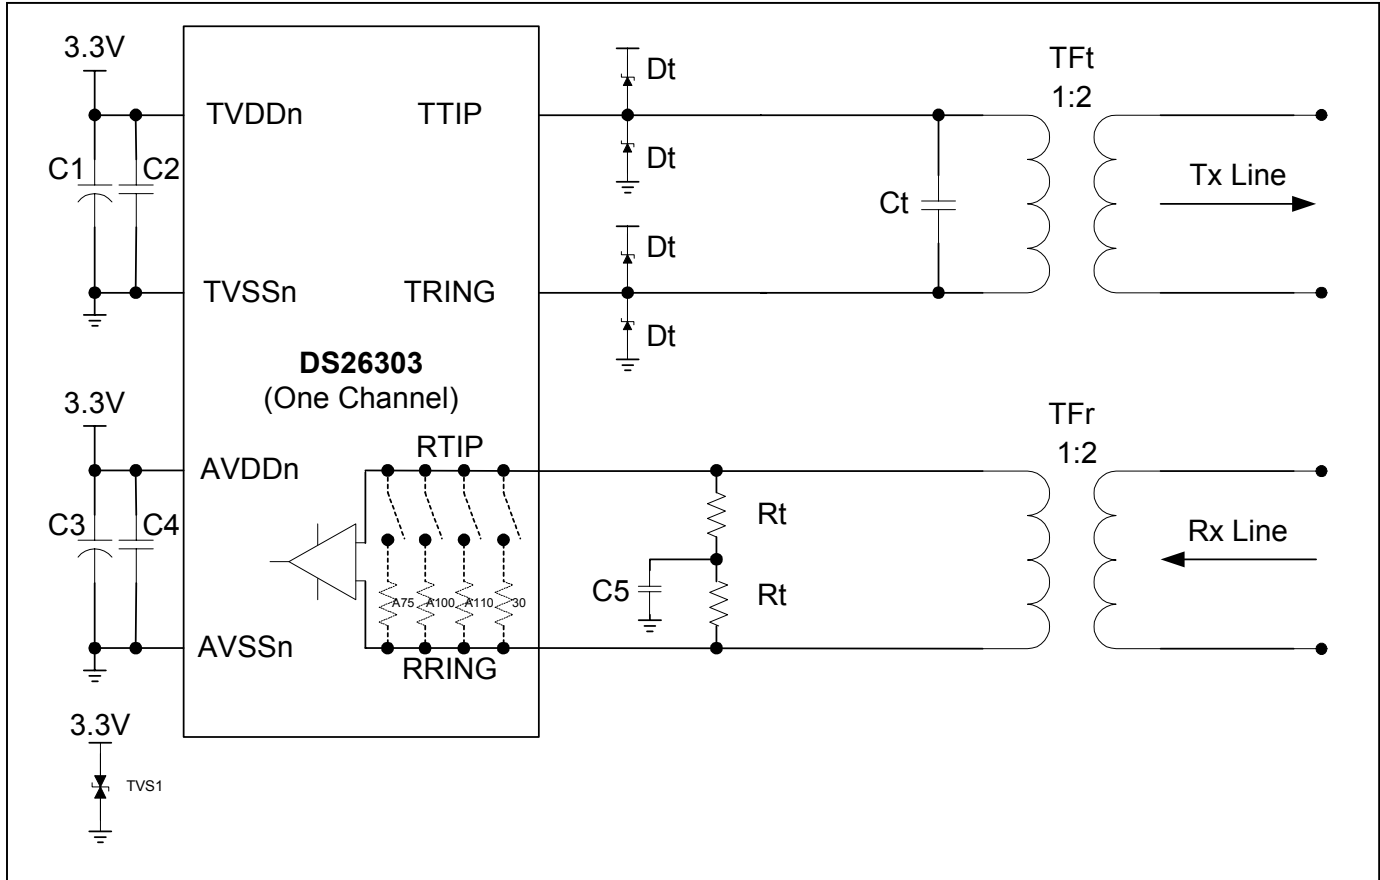 3.3V
TVDDn
TTIP
Dt
TFt
1:2
C1
C2
Dt
Ct
Tx Line
Dt
TVSSn
TRING
Dt
DS26303
(One Channel)
3.3V
TFr
1:2
RTIP
AVDDn
C3
C4
Rt
Rx Line
A75
A100
A110
30
C5
Rt
AVSSn
RRING
3.3V
TVS1